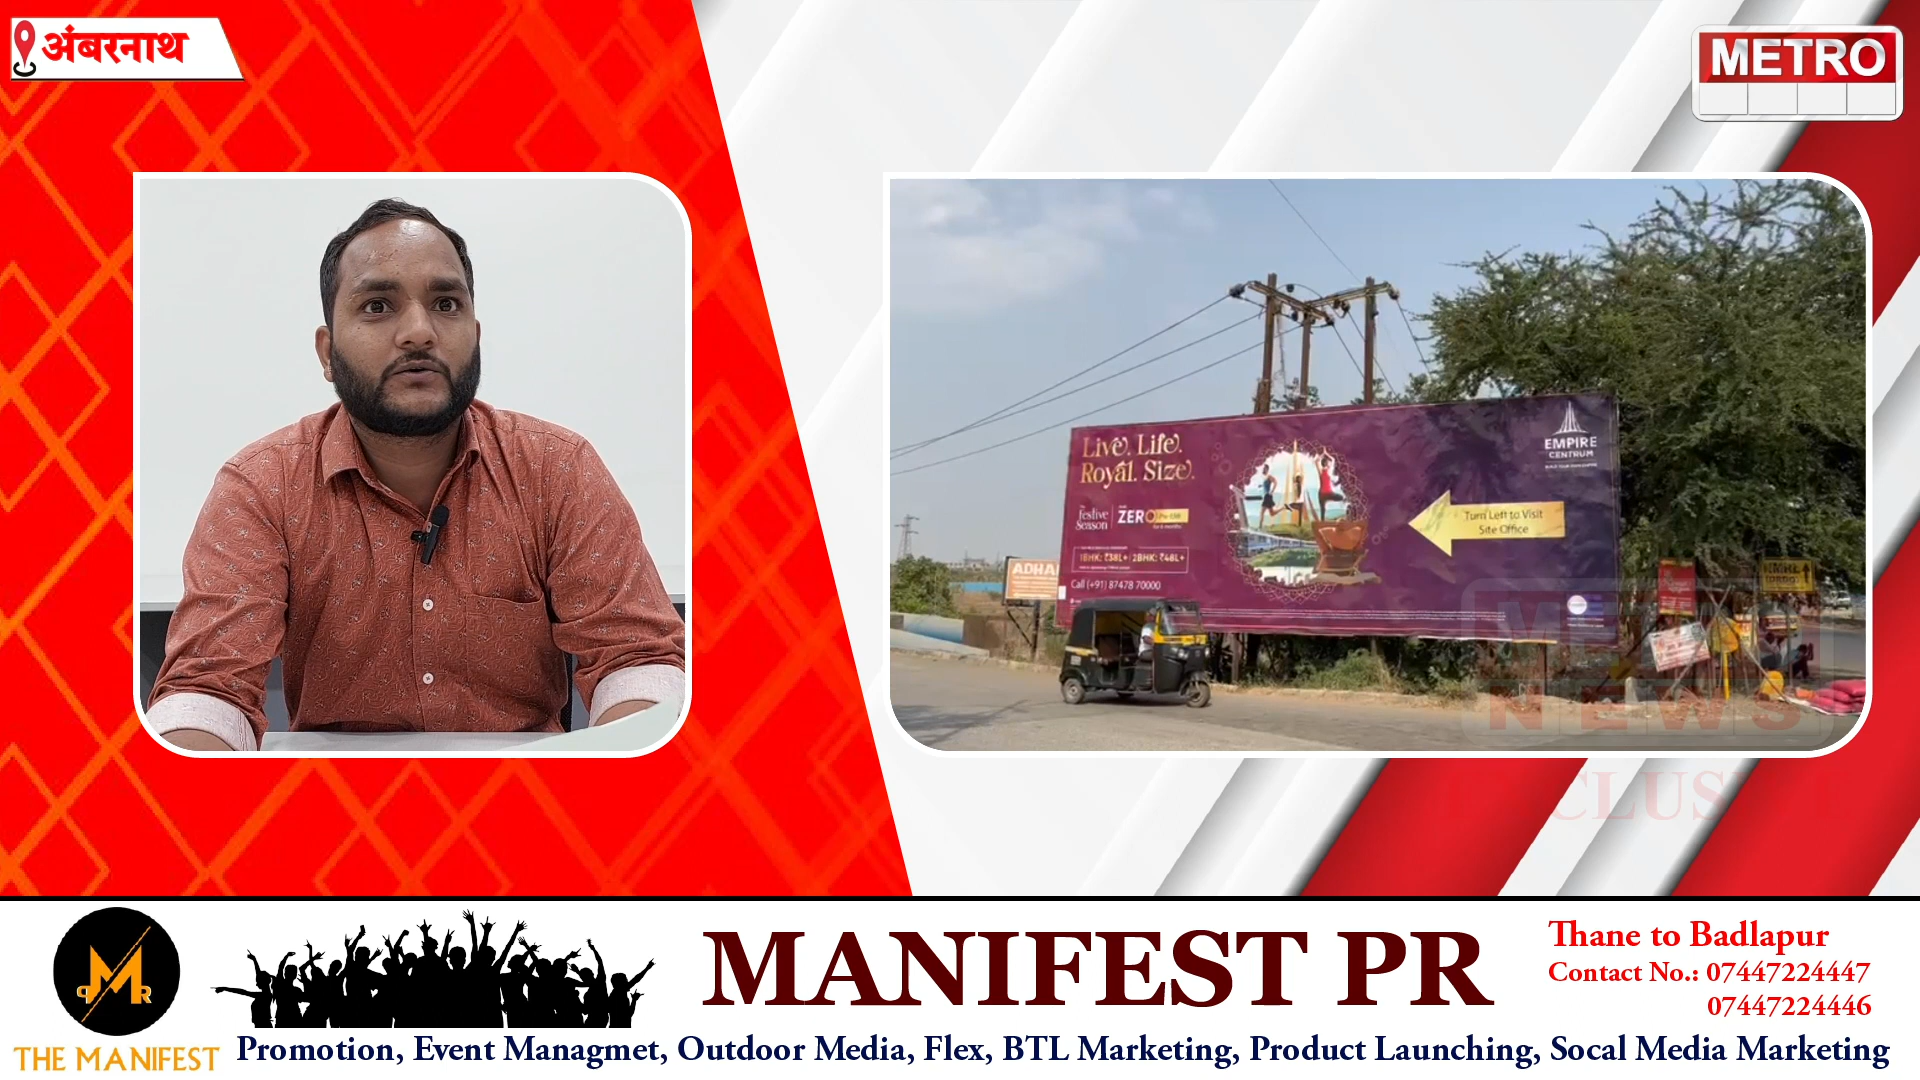 अंबरनाथ
METRO
Live. Life.
Royal. Size.
festive
Season
ZERO
1BHK: ₹38L+ 2BHK: ₹48L+
Call (+91) 87478 70000
EMPIRE
CENTRUM
Turn Left to Visit
Site Office
NEWS
MANIFEST PR
Thane to Badlapur
Contact No.: 07447224447
07447224446
THE MANIFEST
Promotion, Event Managmet, Outdoor Media, Flex, BTL Marketing, Product Launching, Socal Media Marketing